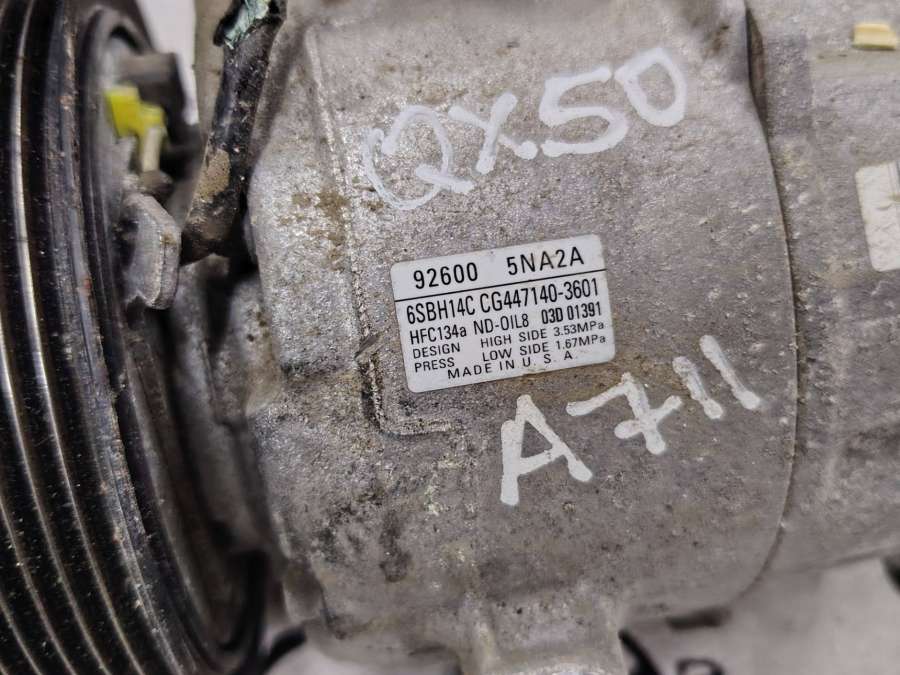 QX50
92600 5NA2A
6SBH14C CG447140-3601
HFC134a ND-OIL8 03D 01391
DESIGN HIGH SIDE 3.53MPa
PRESS LOW SIDE 1.67MPa
MADE IN U.S.A.
A711